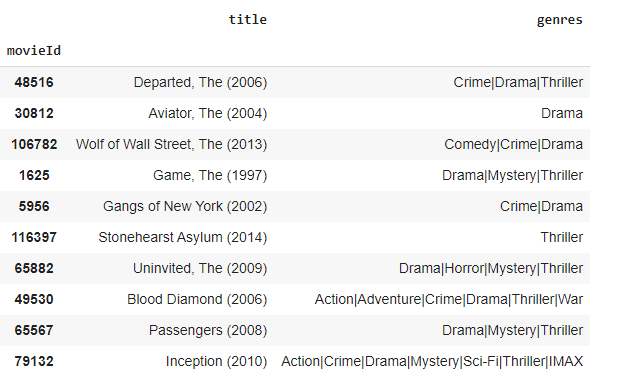 title genres
movieId
48516 Departed, The (2006) Crime|Drama|Thriller
30812 Aviator, The (2004) Drama
106782 Wolf of Wall Street, The (2013) Comedy|Crime|Drama
1625 Game, The (1997) Drama|Mystery|Thriller
5956 Gangs of New York (2002) Crime|Drama
116397 Stonehearst Asylum (2014) Thriller
65882 Uninvited, The (2009) Drama|Horror|Mystery|Thriller
49530 Blood Diamond (2006) Action|Adventure|Crime|Drama|Thriller|War
65567 Passengers (2008) Drama|Mystery|Thriller
79132 Inception (2010) Action|Crime|Drama|Mystery|Sci-Fi|Thriller|IMAX